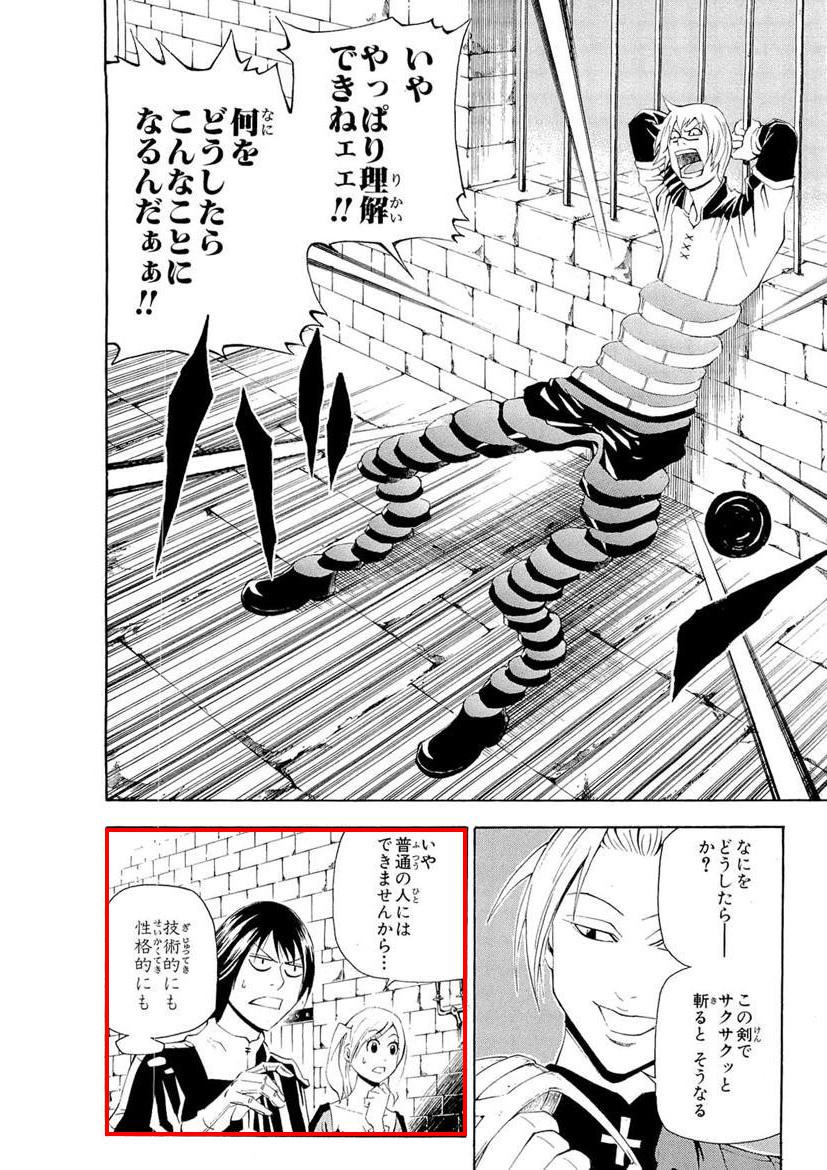 いや
やっぱり理解
できねェェ!!
何を
どうしたら
こんなことに
なるんだぁぁ!!
なにを
どうしたら――
か?
この剣で
サクサクッと
斬ると そうなる
いや
普通の人には
できませんから…
技術的にも
性格的にも